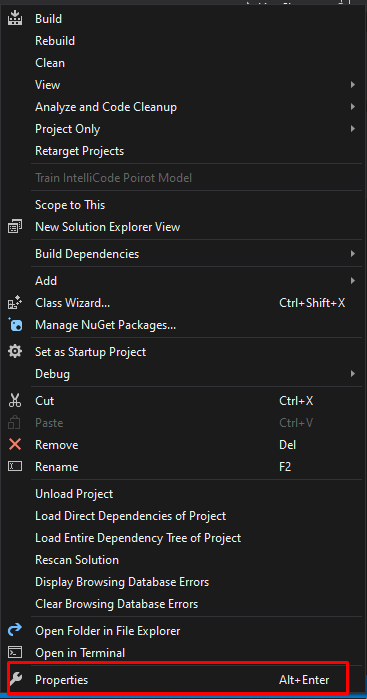 Build
Rebuild
Clean
View
Analyze and Code Cleanup
Project Only
Retarget Projects
Train IntelliCode Poirot Model
Scope to This
New Solution Explorer View
Build Dependencies
Add
Class Wizard... Ctrl+Shift+X
Manage NuGet Packages...
Set as Startup Project
Debug
Cut Ctrl+X
Paste Ctrl+V
Remove Del
Rename F2
Unload Project
Load Direct Dependencies of Project
Load Entire Dependency Tree of Project
Rescan Solution
Display Browsing Database Errors
Clear Browsing Database Errors
Open Folder in File Explorer
Open in Terminal
Properties Alt+Enter